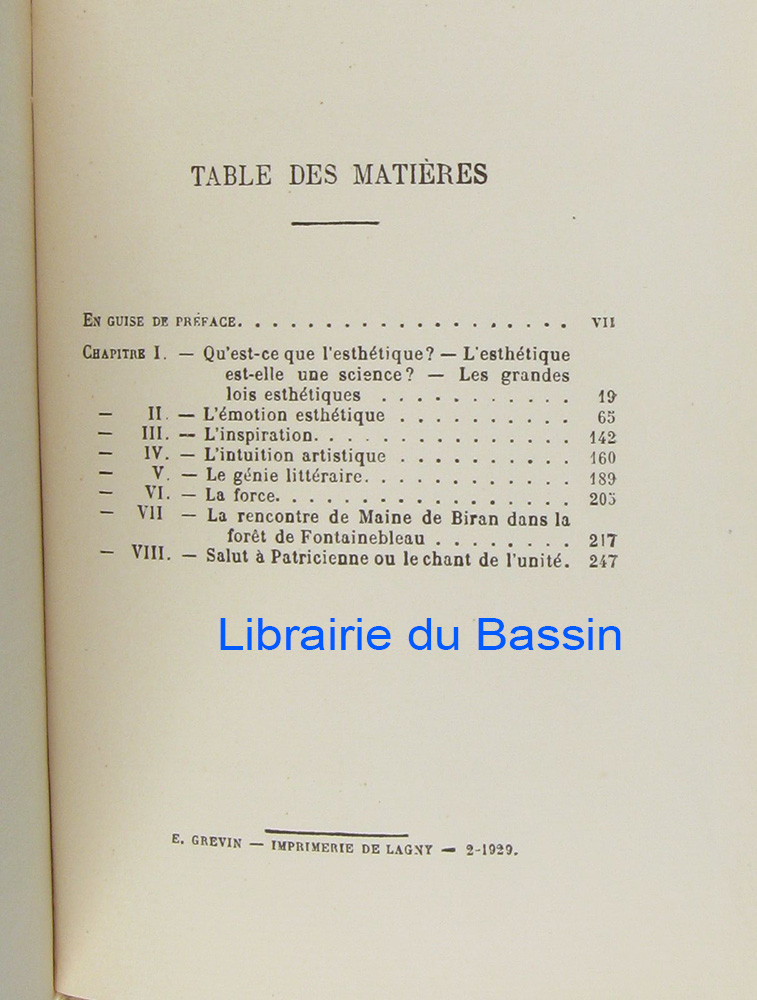 TABLE DES MATIÈRES
EN GUISE DE PRÉFACE. . . . . . . . . . . . . . . . . . . . VII
CHAPITRE I. — Qu'est-ce que l'esthétique? — L'esthétique
est-elle une science? — Les grandes
lois esthétiques . . . . . . . . . . . 19
— II. — L'émotion esthétique . . . . . . . . . . 65
— III. — L'inspiration. . . . . . . . . . . . . . . 142
— IV. — L'intuition artistique . . . . . . . . . . 160
— V. — Le génie littéraire. . . . . . . . . . . . 189
— VI. — La force. . . . . . . . . . . . . . . . . . 205
— VII — La rencontre de Maine de Biran dans la
forêt de Fontainebleau . . . . . . . . 217
— VIII. — Salut à Patricienne ou le chant de l'unité. 247
Librairie du Bassin
E. GREVIN — IMPRIMERIE DE LAGNY — 2-1929.